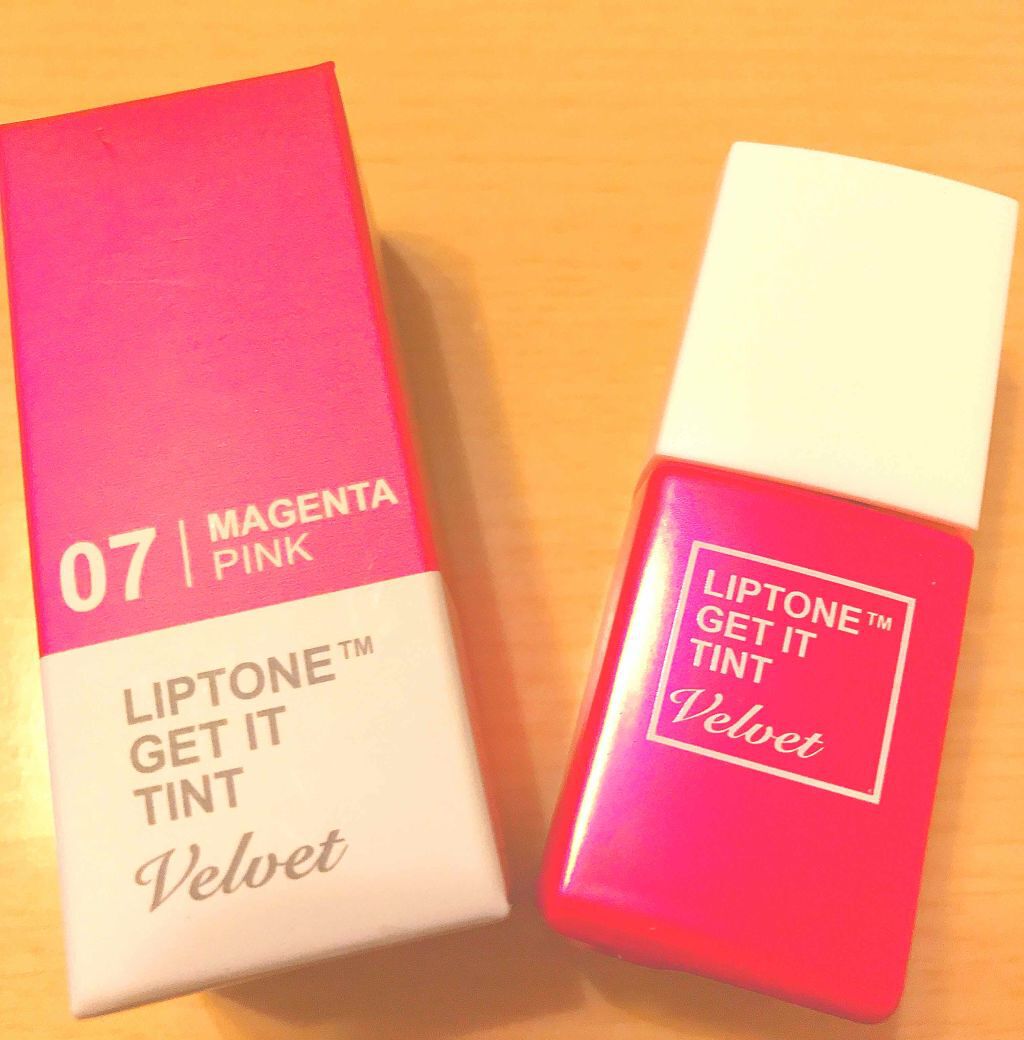 07
MAGENTA
PINK
LIPTONE™
GET IT
TINT
Velvet
LIPTONE™
GET IT
TINT
Velvet